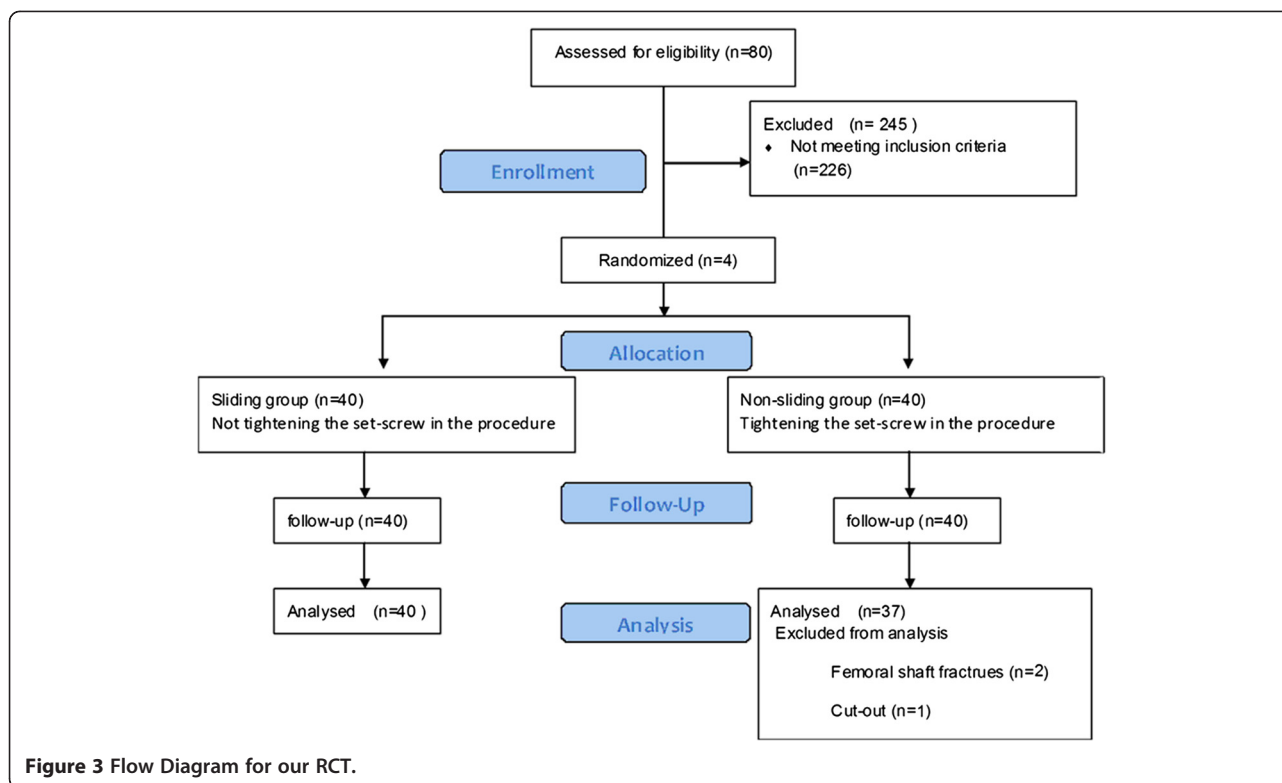 Assessed for eligibility (n=80)
Excluded (n= 245 )
♦ Not meeting inclusion criteria
(n=226)
Enrollment
Randomized (n=4)
Allocation
Sliding group (n=40)
Not tightening the set-screw in the procedure
Non-sliding group (n=40)
Tightening the set-screw in the procedure
Follow-Up
follow-up (n=40)
follow-up (n=40)
Analysis
Analysed (n=40 )
Analysed (n=37)
Excluded from analysis
Femoral shaft fractrues (n=2)
Cut-out (n=1)
Figure 3 Flow Diagram for our RCT.